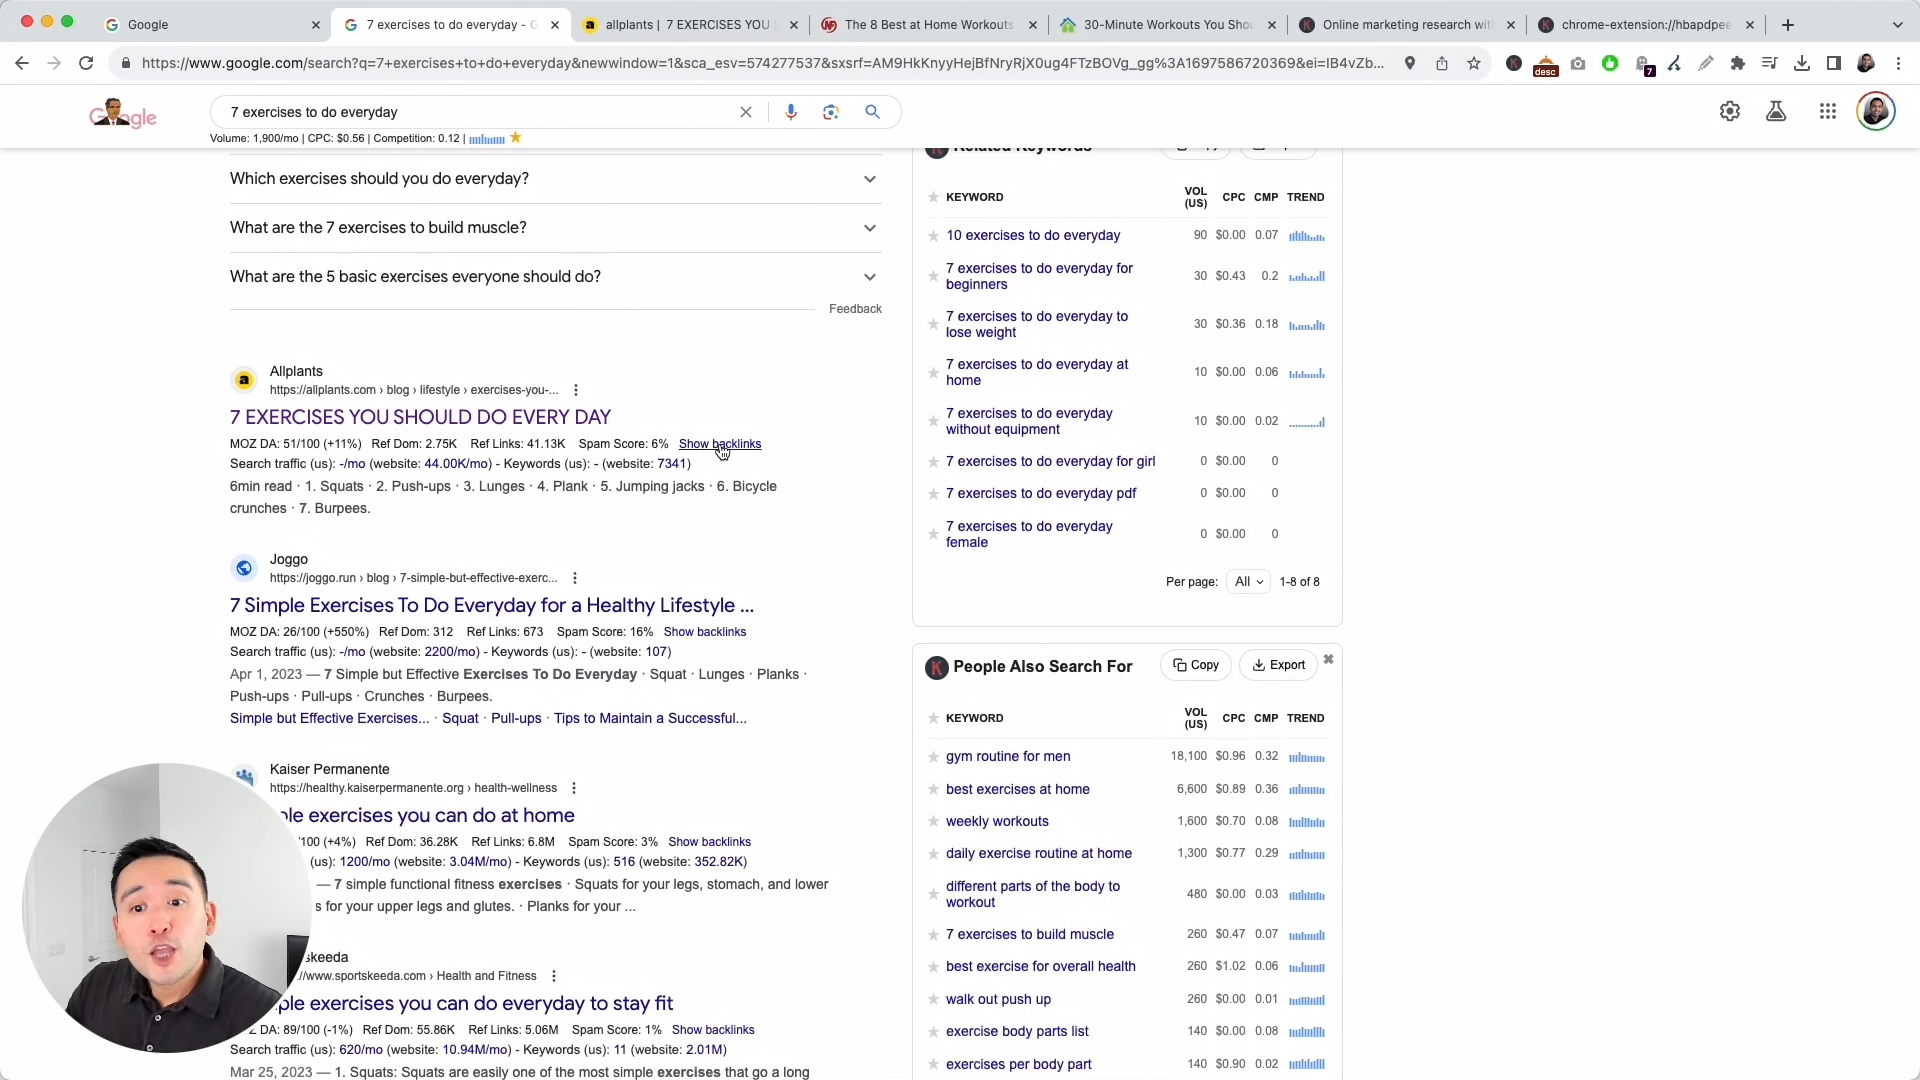 Google
7 exercises to do everyday - G
allplants | 7 EXERCISES YOU S
The 8 Best at Home Workouts
30-Minute Workouts You Shou
Online marketing research wit
chrome-extension://hbapdpee
https://www.google.com/search?q=7+exercises+to+do+everyday&newwindow=1&sca_esv=574277537&sxsrf=AM9HkKnyyHejBfNryRjX0ug4FTzBOVg_gg%3A1697586720369&ei=IB4vZb...
desc
7
7 exercises to do everyday
Volume: 1,900/mo | CPC: $0.56 | Competition: 0.12 |
Which exercises should you do everyday?
What are the 7 exercises to build muscle?
What are the 5 basic exercises everyone should do?
Feedback
Allplants
https://allplants.com › blog › lifestyle › exercises-you-...
7 EXERCISES YOU SHOULD DO EVERY DAY
MOZ DA: 51/100 (+11%) Ref Dom: 2.75K Ref Links: 41.13K Spam Score: 6% Show backlinks
Search traffic (us): -/mo (website: 44.00K/mo) - Keywords (us): - (website: 7341)
6min read · 1. Squats · 2. Push-ups · 3. Lunges · 4. Plank · 5. Jumping jacks · 6. Bicycle
crunches · 7. Burpees.
Joggo
https://joggo.run › blog › 7-simple-but-effective-exerc...
7 Simple Exercises To Do Everyday for a Healthy Lifestyle ...
MOZ DA: 26/100 (+550%) Ref Dom: 312 Ref Links: 673 Spam Score: 16% Show backlinks
Search traffic (us): -/mo (website: 2200/mo) - Keywords (us): - (website: 107)
Apr 1, 2023 — 7 Simple but Effective Exercises To Do Everyday · Squat · Lunges · Planks ·
Push-ups · Pull-ups · Crunches · Burpees.
Simple but Effective Exercises... · Squat · Pull-ups · Tips to Maintain a Successful...
Kaiser Permanente
https://healthy.kaiserpermanente.org › health-wellness
ple exercises you can do at home
/100 (+4%) Ref Dom: 36.28K Ref Links: 6.8M Spam Score: 3% Show backlinks
(us): 1200/mo (website: 3.04M/mo) - Keywords (us): 516 (website: 352.82K)
— 7 simple functional fitness exercises · Squats for your legs, stomach, and lower
s for your upper legs and glutes. · Planks for your ...
skeeda
//www.sportskeeda.com › Health and Fitness
ple exercises you can do everyday to stay fit
DA: 89/100 (-1%) Ref Dom: 55.86K Ref Links: 5.06M Spam Score: 1% Show backlinks
Search traffic (us): 620/mo (website: 10.94M/mo) - Keywords (us): 11 (website: 2.01M)
Mar 25, 2023 — 1. Squats: Squats are easily one of the most simple exercises that go a long
Related Keywords
KEYWORD VOL (US) CPC CMP TREND
10 exercises to do everyday 90 $0.00 0.07
7 exercises to do everyday for
beginners 30 $0.43 0.2
7 exercises to do everyday to
lose weight 30 $0.36 0.18
7 exercises to do everyday at
home 10 $0.00 0.06
7 exercises to do everyday
without equipment 10 $0.00 0.02
7 exercises to do everyday for girl 0 $0.00 0
7 exercises to do everyday pdf 0 $0.00 0
7 exercises to do everyday
female 0 $0.00 0
Per page: All 1-8 of 8
People Also Search For Copy Export
KEYWORD VOL (US) CPC CMP TREND
gym routine for men 18,100 $0.96 0.32
best exercises at home 6,600 $0.89 0.36
weekly workouts 1,600 $0.70 0.08
daily exercise routine at home 1,300 $0.77 0.29
different parts of the body to
workout 480 $0.00 0.03
7 exercises to build muscle 260 $0.47 0.07
best exercise for overall health 260 $1.02 0.06
walk out push up 260 $0.00 0.01
exercise body parts list 140 $0.00 0.08
exercises per body part 140 $0.90 0.02